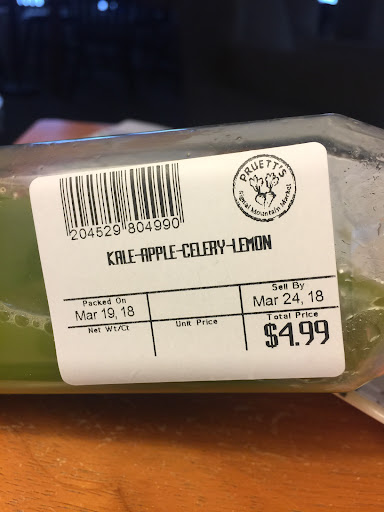 204529 804990
PRUETT'S
Signal Mountain Market
KALE-APPLE-CELERY-LEMON
Packed On
Mar 19, 18
Sell By
Mar 24, 18
Net Wt/Ct
Unit Price
Total Price
$4.99